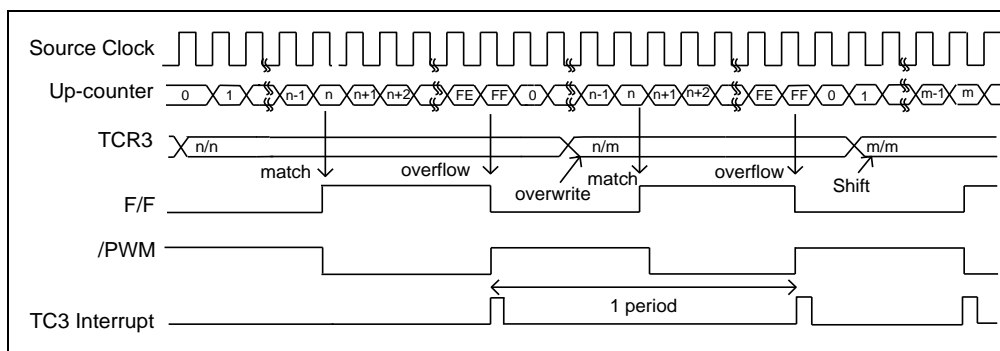 Source Clock
Up-counter
0 1 n-1 n n+1 n+2 FE FF 0 n-1 n n+1 n+2 FE FF 0 1 m-1 m
TCR3
n/n n/m m/m
match overflow overwrite match overflow Shift
F/F
/PWM
1 period
TC3 Interrupt